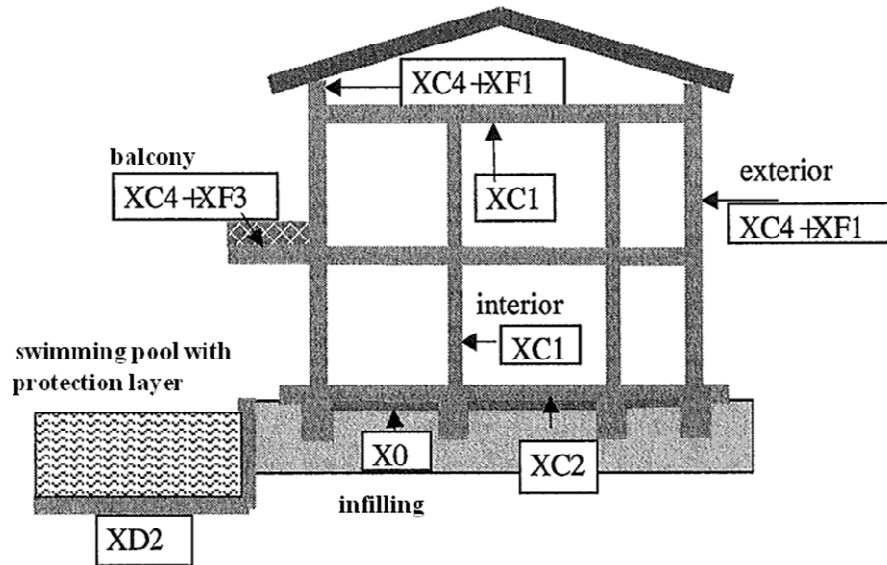 XC4+XF1
balcony
XC4+XF3
XC1
exterior
XC4+XF1
interior
XC1
swimming pool with
protection layer
X0
XC2
infilling
XD2